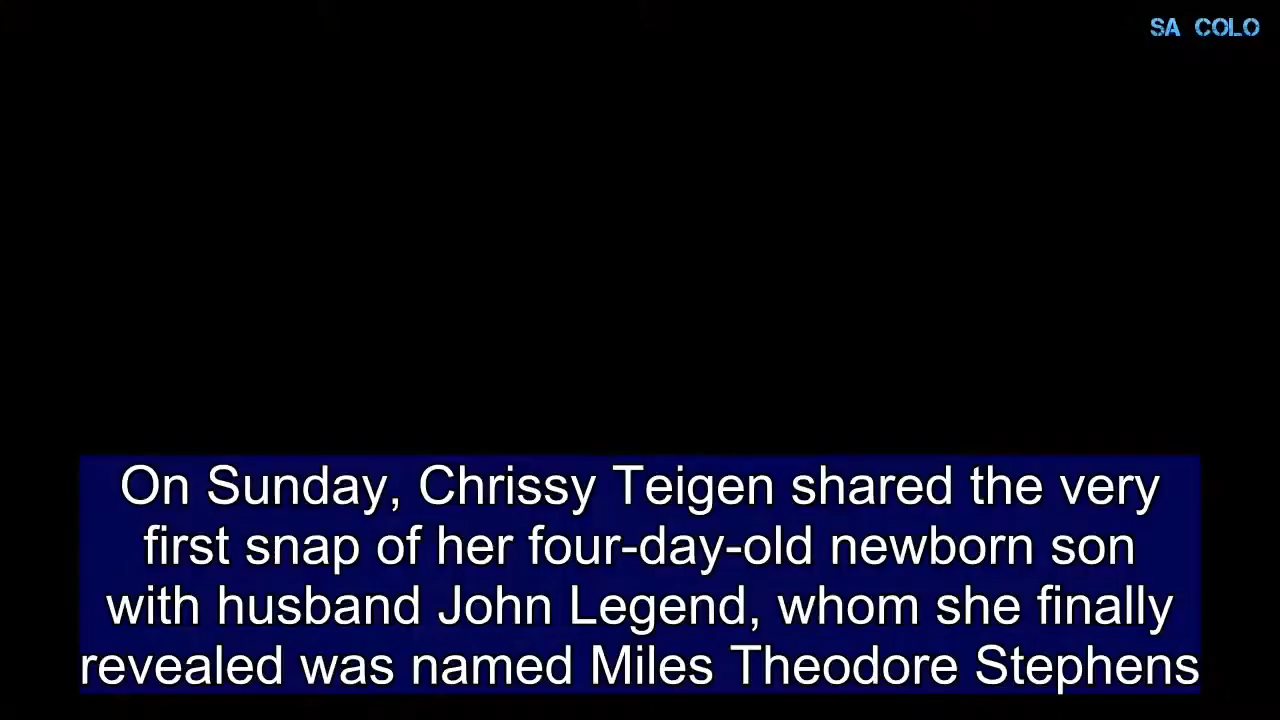 SA COLO
On Sunday, Chrissy Teigen shared the very
first snap of her four-day-old newborn son
with husband John Legend, whom she finally
revealed was named Miles Theodore Stephens